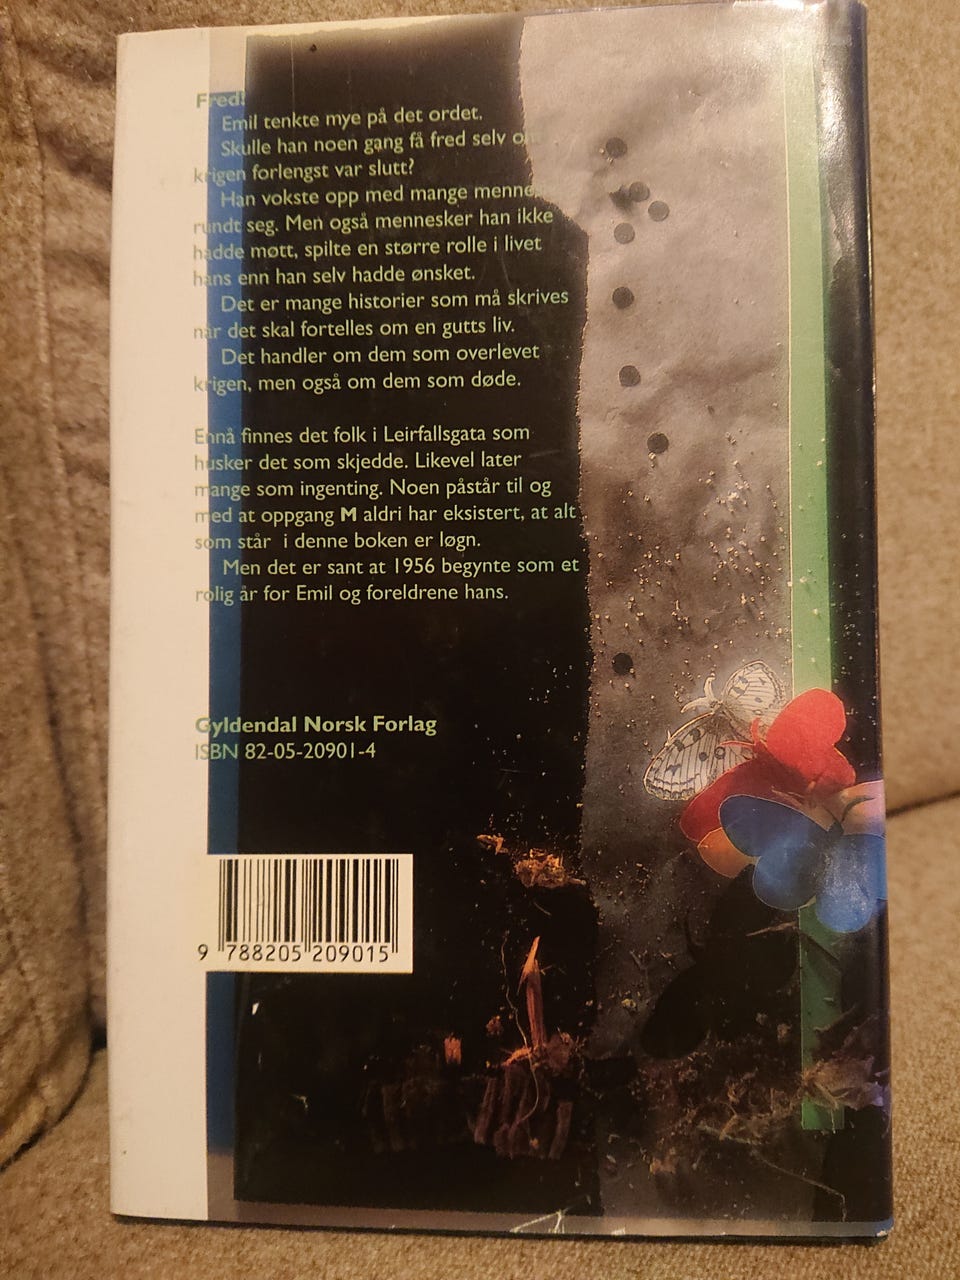 Fred!
Emil tenkte mye på det ordet.
Skulle han noen gang få fred selv om
krigen forlengst var slutt?
Han vokste opp med mange
rundt seg. Men også mennesker han ikke
hadde møtt, spilte en større rolle i livet
hans enn han selv hadde ønsket.
Det er mange historier som må skrives
når det skal fortelles om en gutts liv.
Det handler om dem som overlevet
krigen, men også om dem som døde.
Ennå finnes det folk i Leirfallsgata som
husker det som skjedde. Likevel later
mange som ingenting. Noen påstår til og
med at oppgang M aldri har eksistert, at alt
som står i denne boken er løgn.
Men det er sant at 1956 begynte som et
rolig år for Emil og foreldrene hans.
Gyldendal Norsk Forlag
ISBN 82-05-20901-4
9 788205 209015